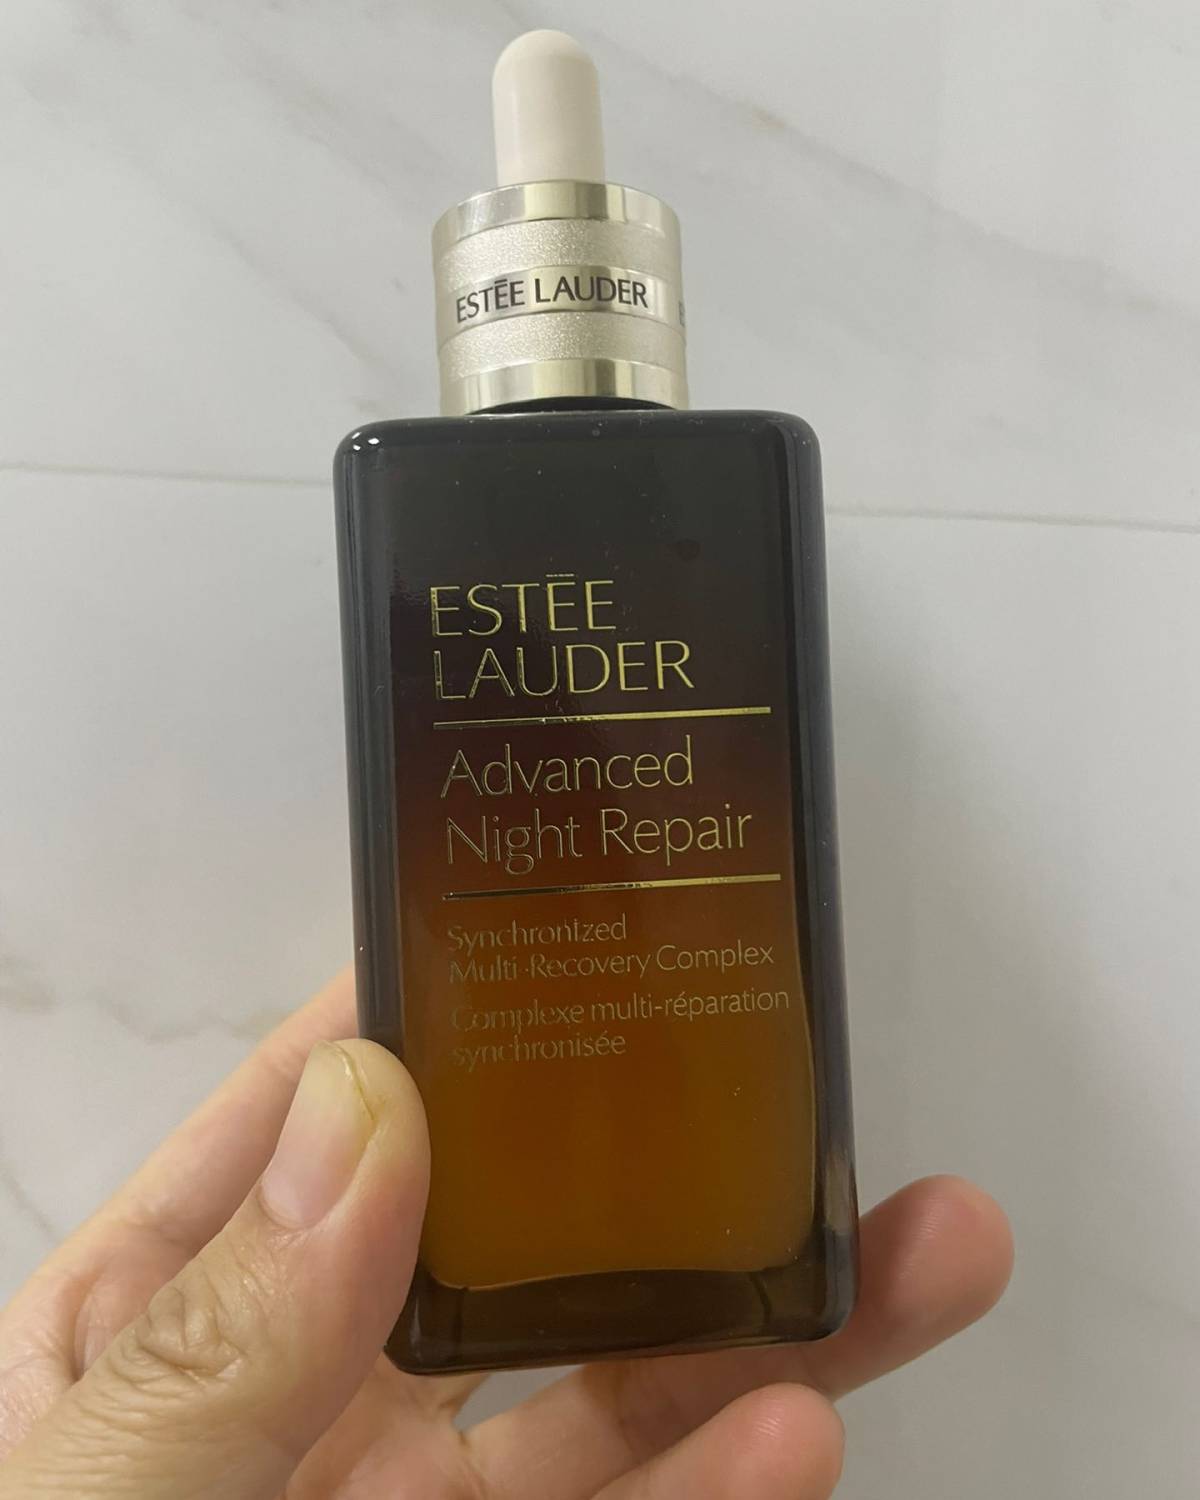 ESTĒE LAUDER
ESTĒE
LAUDER
Advanced
Night Repair
Synchronized
Multi-Recovery Complex
Complexe multi-réparation
synchronisée